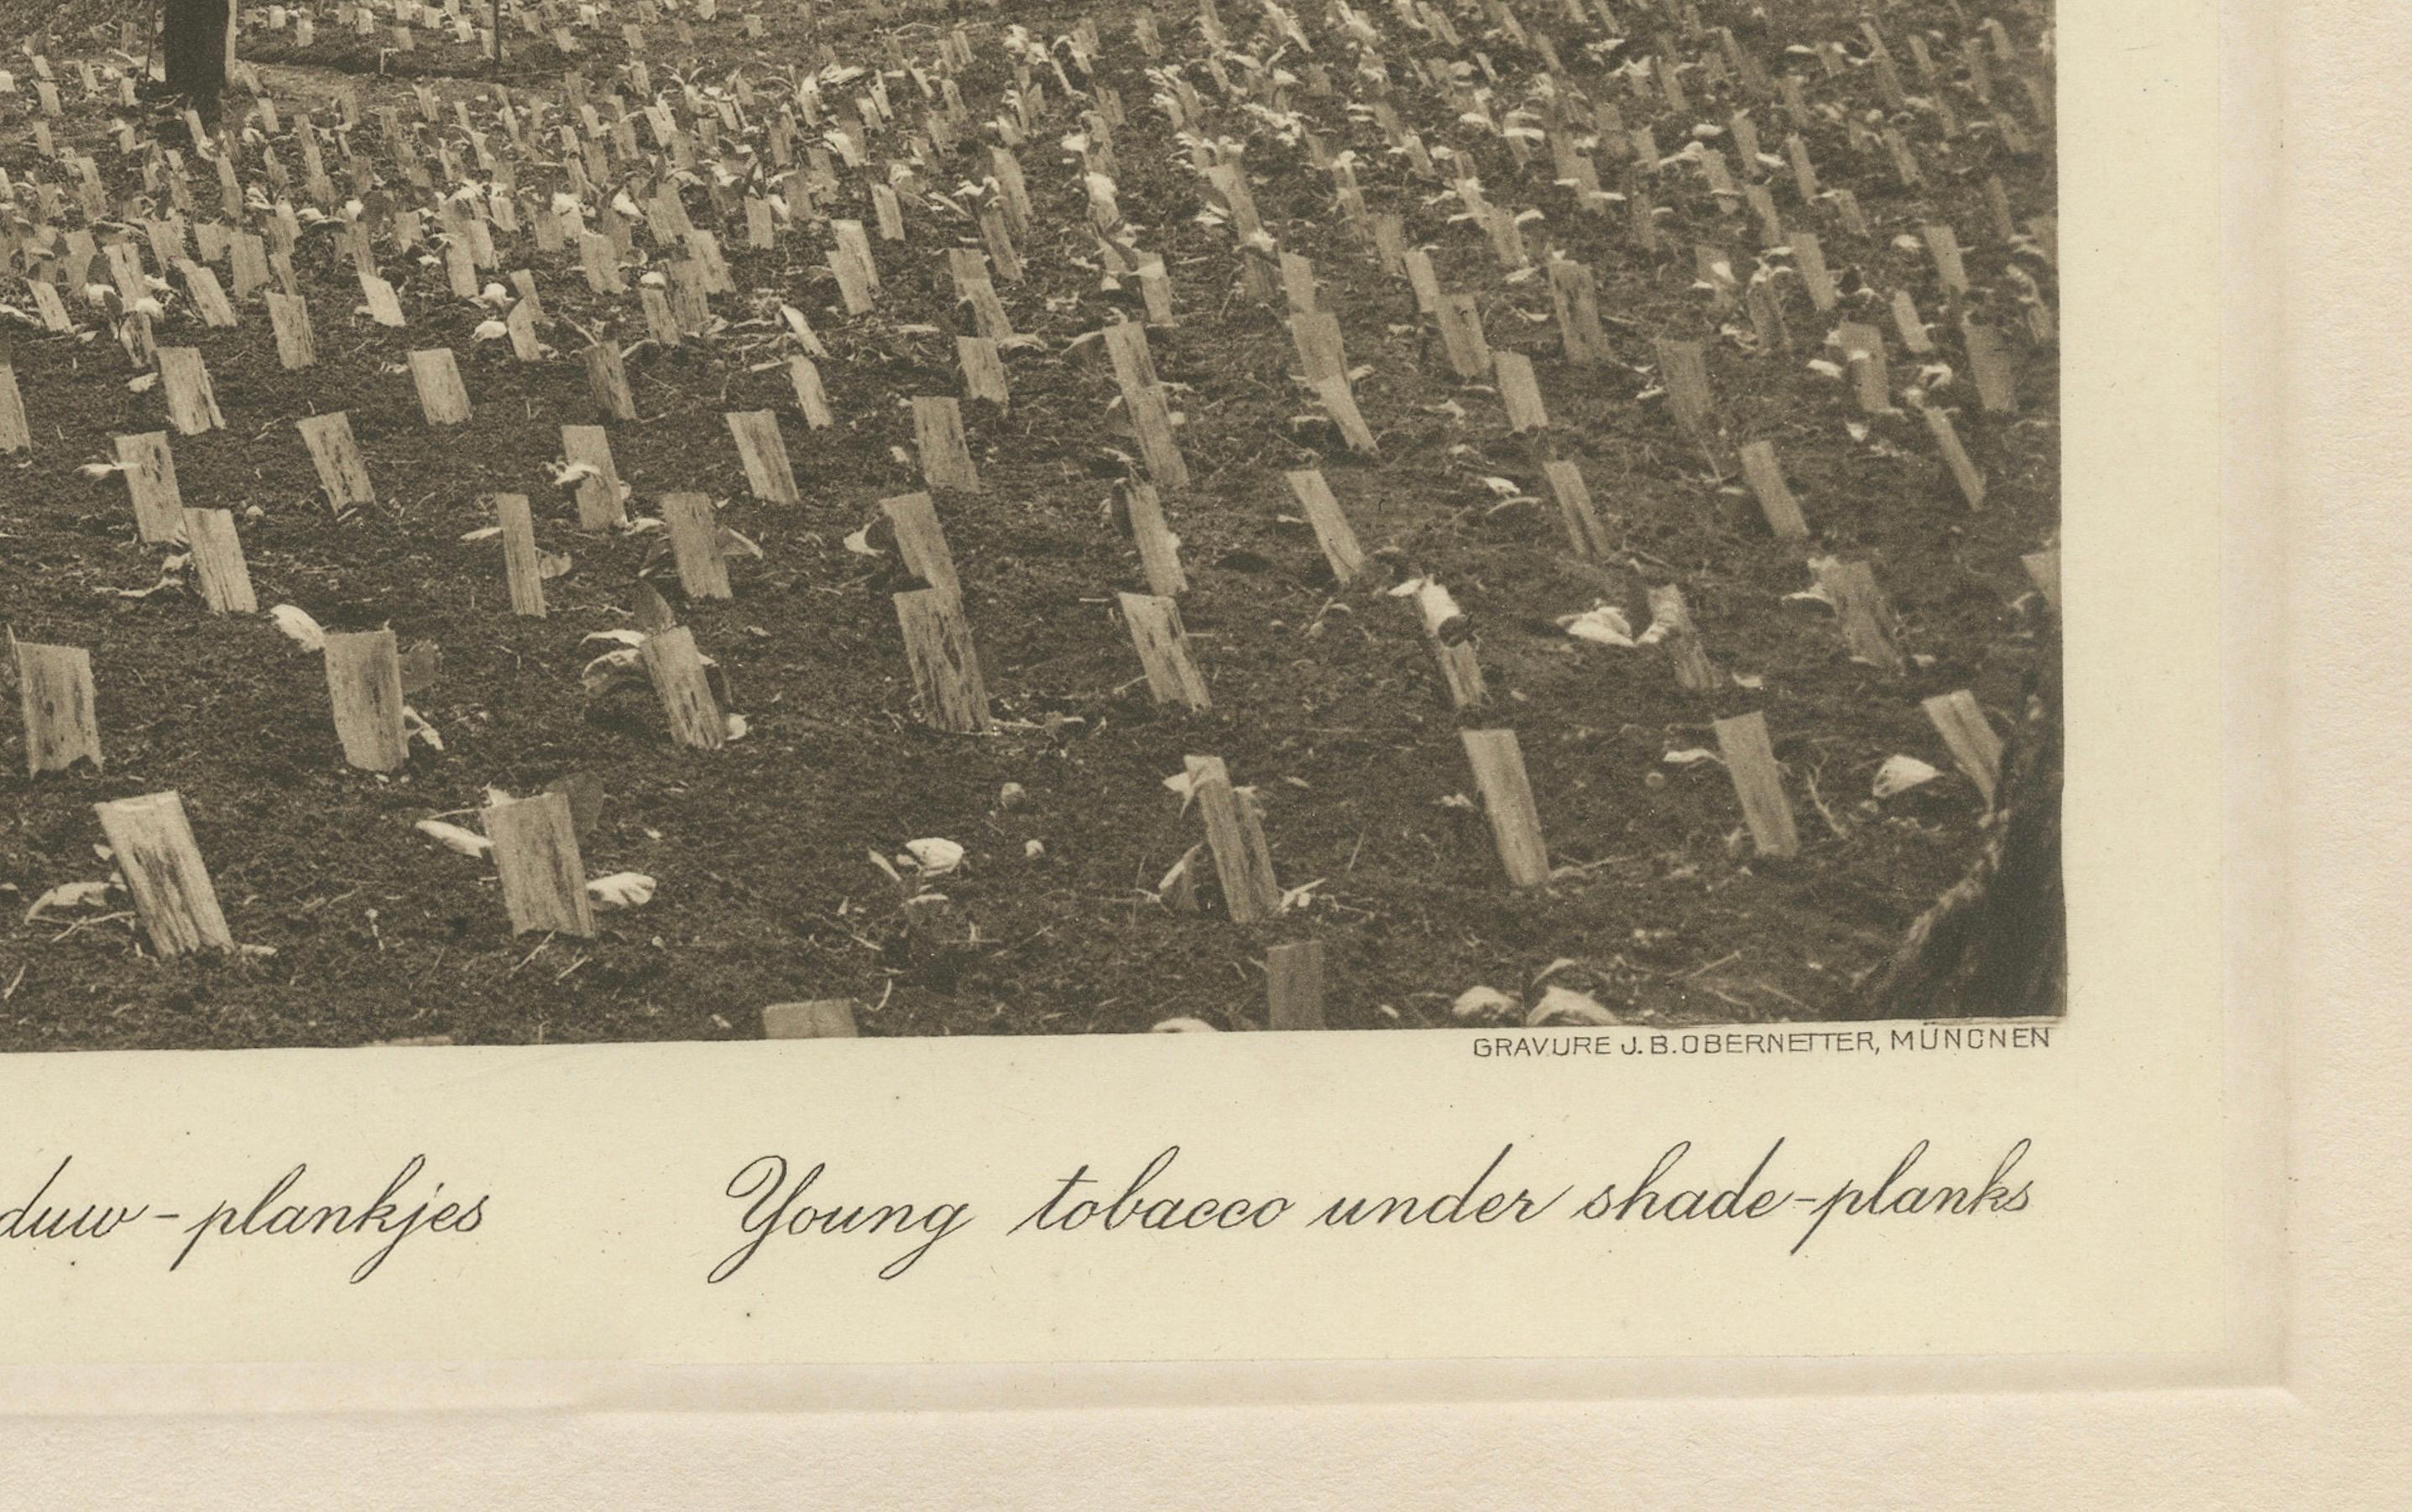 GRAVURE J. B. OBERNETTER, MÜNCHEN
duw-plankjes Young tobacco under shade-planks